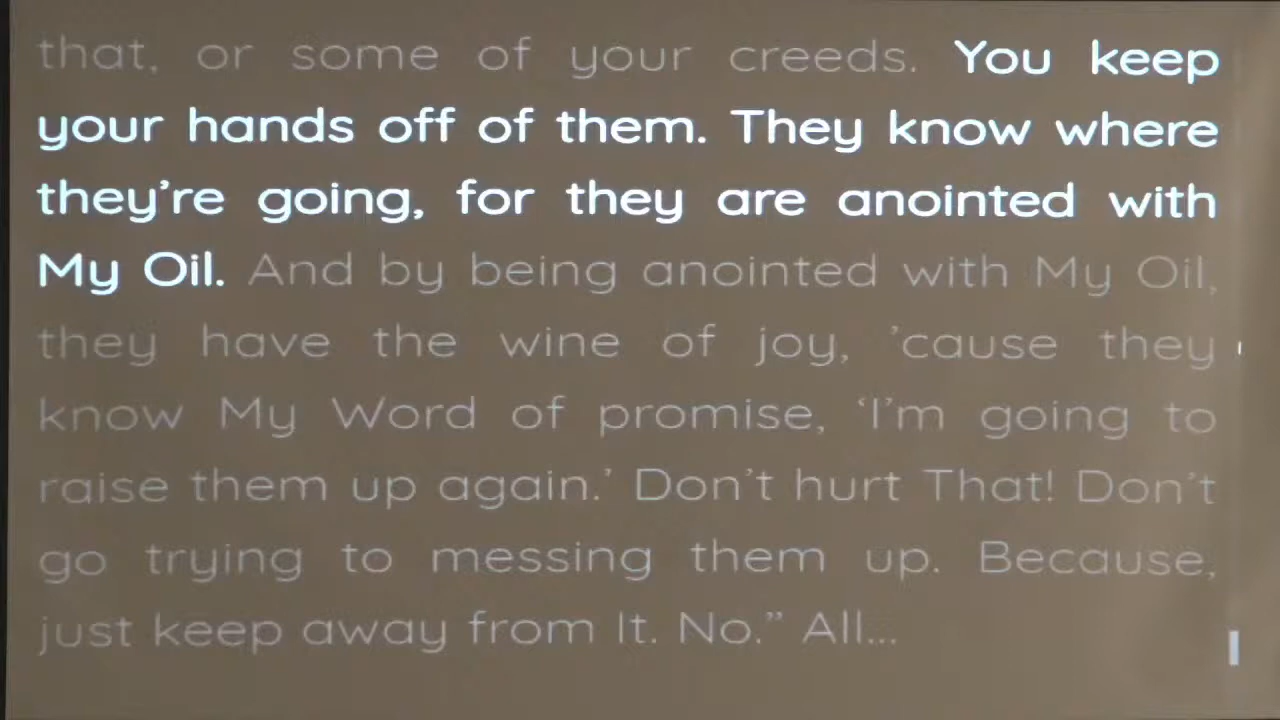 that, or some of your creeds. You keep
your hands off of them. They know where
they’re going, for they are anointed with
My Oil. And by being anointed with My Oil,
they have the wine of joy, ’cause they
know My Word of promise, ‘I’m going to
raise them up again.’ Don’t hurt That! Don’t
go trying to messing them up. Because,
just keep away from It. No.” All...